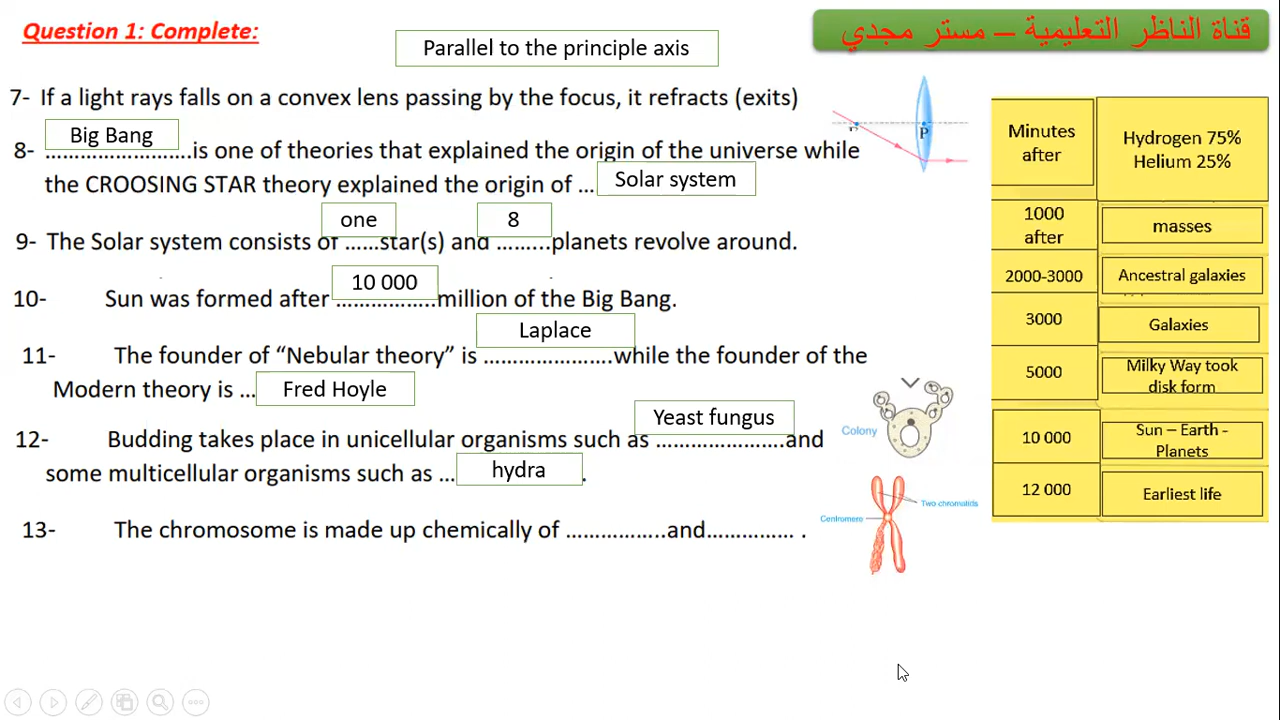 Question 1: Complete:
قناة الناظر التعليمية – مستر مجدي
Parallel to the principle axis
7- If a light rays falls on a convex lens passing by the focus, it refracts (exits)
Big Bang
8- ……………………….is one of theories that explained the origin of the universe while
the CROOSING STAR theory explained the origin of …
Solar system
one
8
9- The Solar system consists of ……star(s) and ……...planets revolve around.
10 000
10- Sun was formed after ……………..million of the Big Bang.
Laplace
11- The founder of “Nebular theory” is …………………..while the founder of the
Modern theory is …
Fred Hoyle
Yeast fungus
12- Budding takes place in unicellular organisms such as …………………..and
some multicellular organisms such as …
hydra
.
13- The chromosome is made up chemically of ……………..and…………… .
P
Colony
Two chromatids
Centromere
Minutes after
Hydrogen 75%
Helium 25%
1000 after
masses
2000-3000
Ancestral galaxies
3000
Galaxies
5000
Milky Way took
disk form
10 000
Sun – Earth -
Planets
12 000
Earliest life